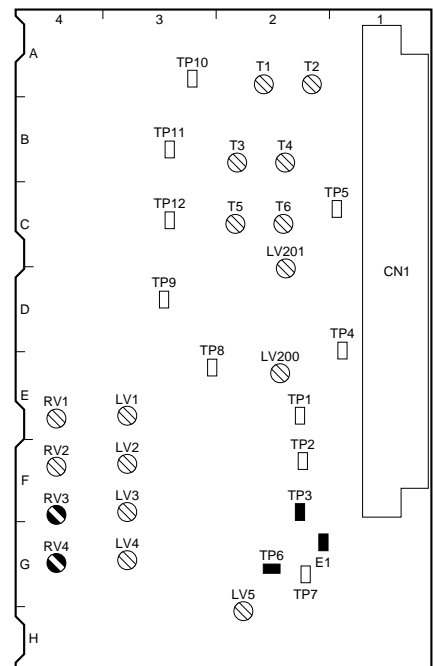 4 3 2 1
A
TP10 T1 T2
B
TP11 T3 T4
TP5
C
TP12 T5 T6
LV201
CN1
D
TP9
TP4
TP8 LV200
E
RV1 LV1 TP1
RV2 LV2 TP2
F
RV3 LV3 TP3
RV4 LV4 TP6 E1
G
TP7
LV5
H